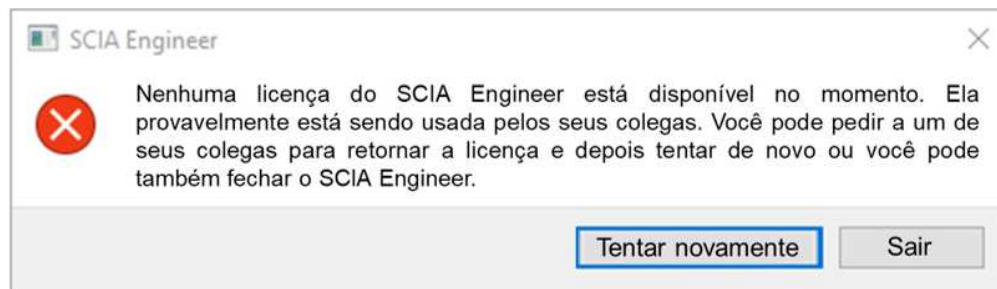 SCIA Engineer
Nenhuma licença do SCIA Engineer está disponível no momento. Ela
provavelmente está sendo usada pelos seus colegas. Você pode pedir a um de
seus colegas para retornar a licença e depois tentar de novo ou você pode
também fechar o SCIA Engineer.
Tentar novamente Sair